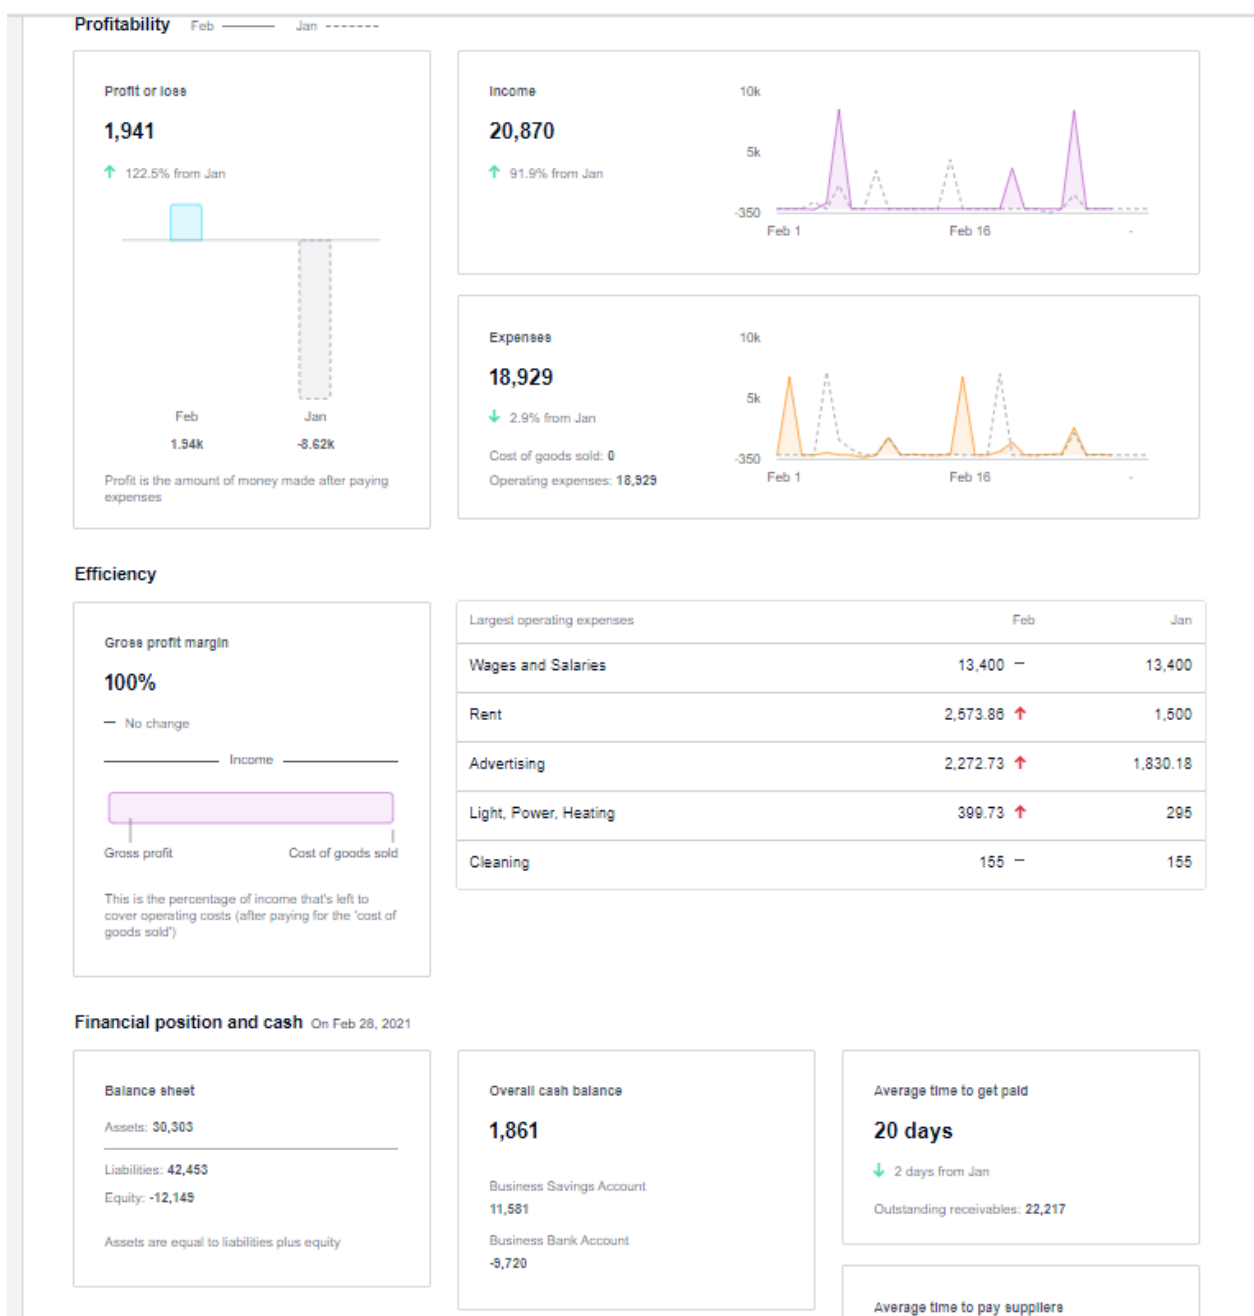 Profitability Feb Jan
Profit or loss
1,941
122.5% from Jan
Feb Jan
1.94k -8.62k
Profit is the amount of money made after paying
expenses
Income
20,870
91.9% from Jan
10k
5k
-350
Feb 1 Feb 16 -
Expenses
18,929
2.9% from Jan
Cost of goods sold: 0
Operating expenses: 18,929
10k
5k
-350
Feb 1 Feb 16 -
Efficiency
Gross profit margin
100%
No change
Income
Gross profit Cost of goods sold
This is the percentage of income that's left to
cover operating costs (after paying for the 'cost of
goods sold')
Largest operating expenses Feb Jan
Wages and Salaries 13,400 – 13,400
Rent 2,573.86 ↑ 1,500
Advertising 2,272.73 ↑ 1,830.18
Light, Power, Heating 399.73 ↑ 295
Cleaning 155 – 155
Financial position and cash On Feb 28, 2021
Balance sheet
Assets: 30,303
Liabilities: 42,453
Equity: -12,149
Assets are equal to liabilities plus equity
Overall cash balance
1,861
Business Savings Account
11,581
Business Bank Account
-9,720
Average time to get paid
20 days
2 days from Jan
Outstanding receivables: 22,217
Average time to pay suppliers